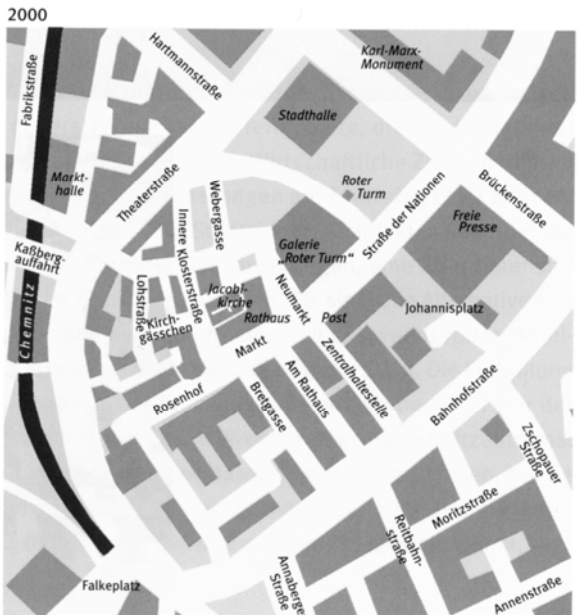 2000
Hartmannstraße
Karl-Marx-
Monument
Fabrikstraße
Stadthalle
Markt-
halle
Theaterstraße
Webergasse
Roter
Turm
Brückenstraße
Straße der Nationen
Freie
Presse
Innere Klosterstraße
Galerie
„Roter Turm“
Kaßberg-
auffahrt
Chemnitz
Lohstraße
Jacobi-
kirche
Neumarkt
Johannisplatz
Kirch-
gässchen
Rathaus
Post
Markt
Zentralhaltestelle
Rosenhof
Bretgasse
Am Rathaus
Bahnhofstraße
Zschopauer
Straße
Moritzstraße
Reitbahn-
straße
Annaberger
Straße
Falkeplatz
Annenstraße